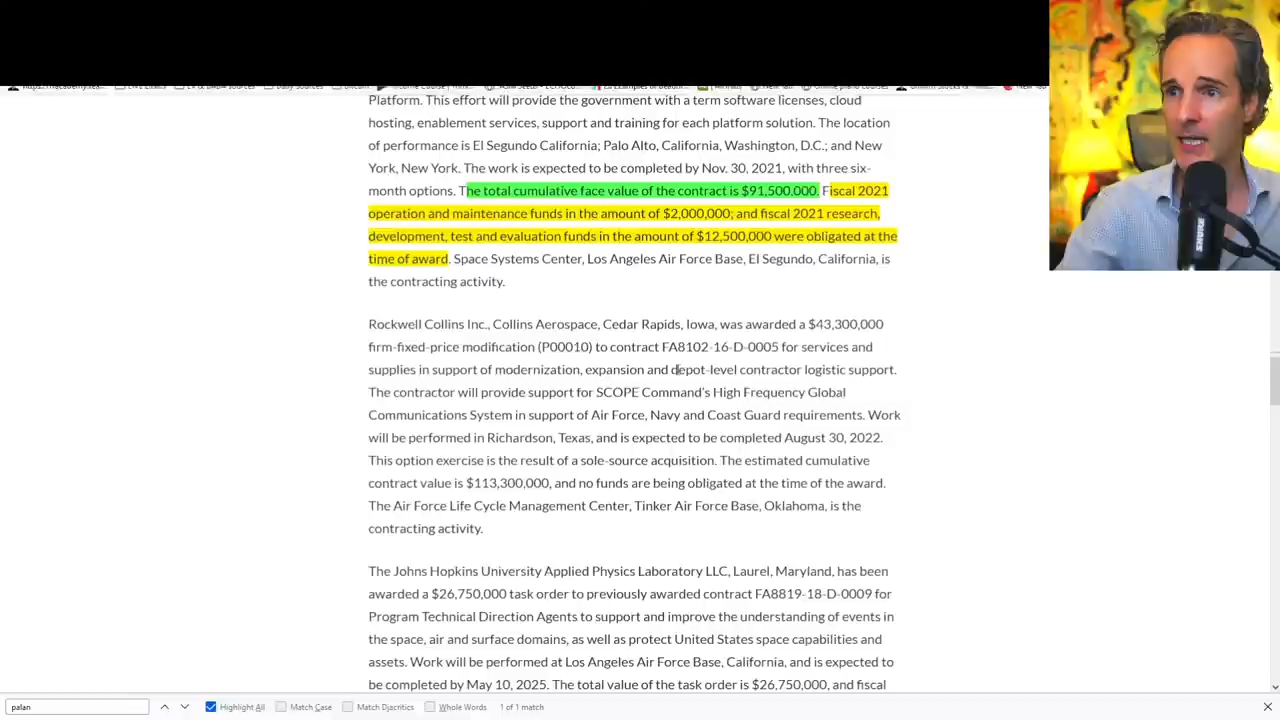 Platform. This effort will provide the government with a term software licenses, cloud
hosting, enablement services, support and training for each platform solution. The location
of performance is El Segundo California; Palo Alto, California, Washington, D.C.; and New
York, New York. The work is expected to be completed by Nov. 30, 2021, with three six-
month options. The total cumulative face value of the contract is $91,500,000. Fiscal 2021
operation and maintenance funds in the amount of $2,000,000; and fiscal 2021 research,
development, test and evaluation funds in the amount of $12,500,000 were obligated at the
time of award. Space Systems Center, Los Angeles Air Force Base, El Segundo, California, is
the contracting activity.
Rockwell Collins Inc., Collins Aerospace, Cedar Rapids, Iowa, was awarded a $43,300,000
firm-fixed-price modification (P00010) to contract FA8102-16-D-0005 for services and
supplies in support of modernization, expansion and depot-level contractor logistic support.
The contractor will provide support for SCOPE Command's High Frequency Global
Communications System in support of Air Force, Navy and Coast Guard requirements. Work
will be performed in Richardson, Texas, and is expected to be completed August 30, 2022.
This option exercise is the result of a sole-source acquisition. The estimated cumulative
contract value is $113,300,000, and no funds are being obligated at the time of the award.
The Air Force Life Cycle Management Center, Tinker Air Force Base, Oklahoma, is the
contracting activity.
The Johns Hopkins University Applied Physics Laboratory LLC, Laurel, Maryland, has been
awarded a $26,750,000 task order to previously awarded contract FA8819-18-D-0009 for
Program Technical Direction Agents to support and improve the understanding of events in
the space, air and surface domains, as well as protect United States space capabilities and
assets. Work will be performed at Los Angeles Air Force Base, California, and is expected to
be completed by May 10, 2025. The total value of the task order is $26,750,000, and fiscal
palan Highlight All Match Case Match Diacritics Whole Words 1 of 1 match
SHURE